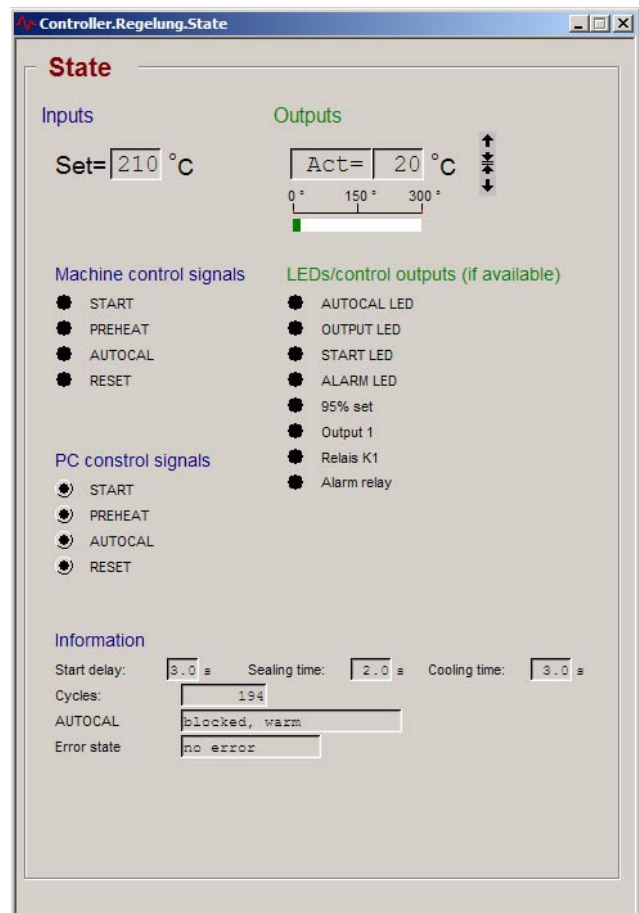 Controller.Regelung.State
State
Inputs
Outputs
Set= 210 °C
Act= 20 °C
0 ° 150 ° 300 °
Machine control signals
START
PREHEAT
AUTOCAL
RESET
LEDs/control outputs (if available)
AUTOCAL LED
OUTPUT LED
START LED
ALARM LED
95% set
Output 1
Relais K1
Alarm relay
PC constrol signals
START
PREHEAT
AUTOCAL
RESET
Information
Start delay: 3.0 s Sealing time: 2.0 s Cooling time: 3.0 s
Cycles: 194
AUTOCAL blocked, warm
Error state no error